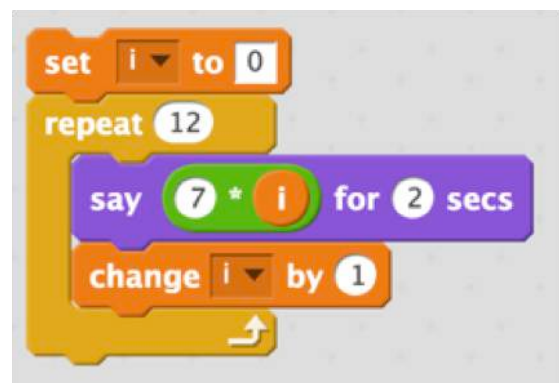 set i to 0
repeat 12
say 7 * i for 2 secs
change i by 1